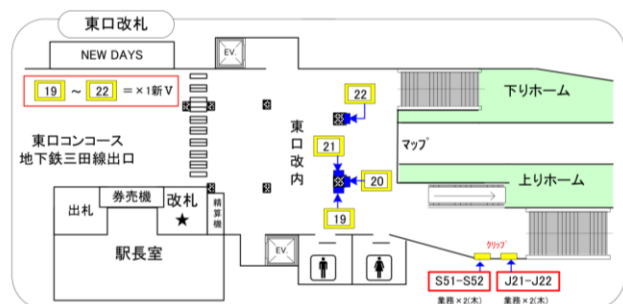 東口改札
NEW DAYS
EV.
19 ～ 22 = ×1新V
22
下りホーム
東口コンコース
地下鉄三田線出口
東口改内
21
マップ
20
上りホーム
19
券売機
出札
改札
★
精算機
駅長室
EV.
クリップ
S51-S52
J21-J22
業務×2(木)
業務×2(木)